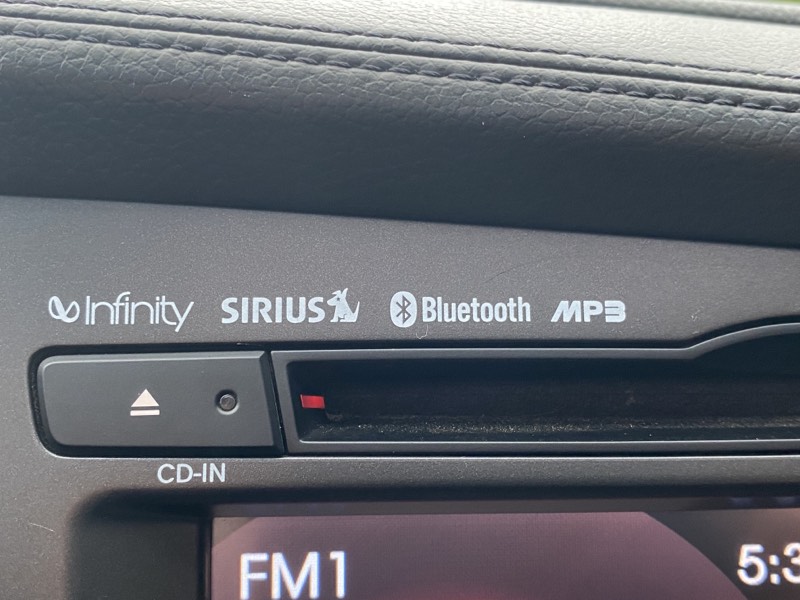 Infinity SIRIUS Bluetooth MP3
CD-IN
FM1 5:3